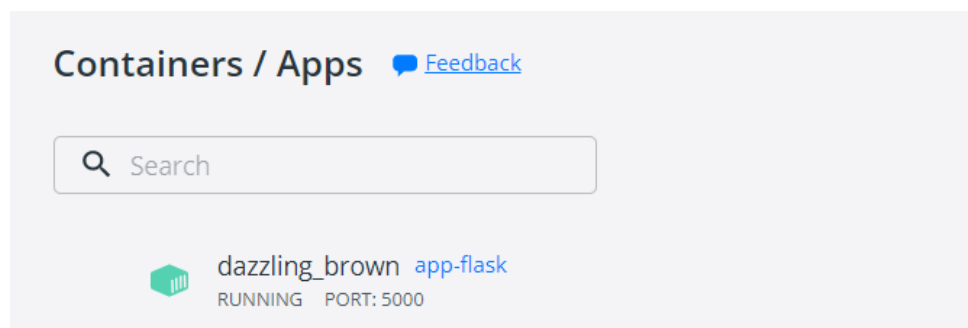 Containers / Apps Feedback
Search
dazzling_brown app-flask
RUNNING PORT: 5000